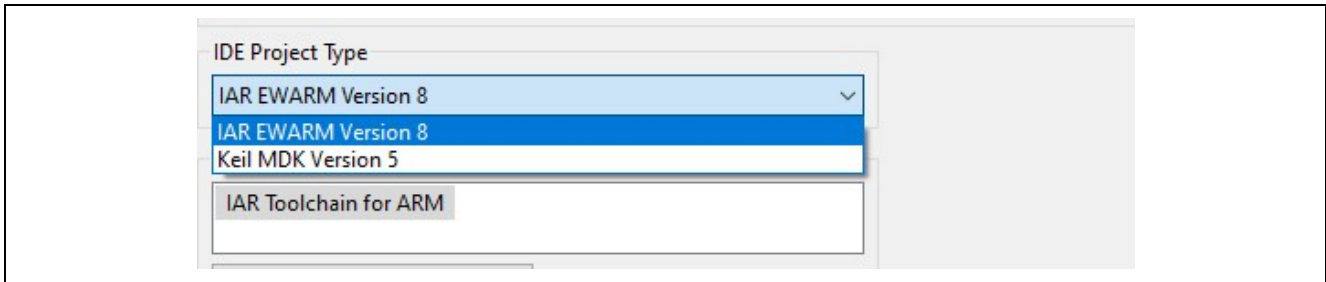 IDE Project Type
IAR EWARM Version 8
IAR EWARM Version 8
Keil MDK Version 5
IAR Toolchain for ARM